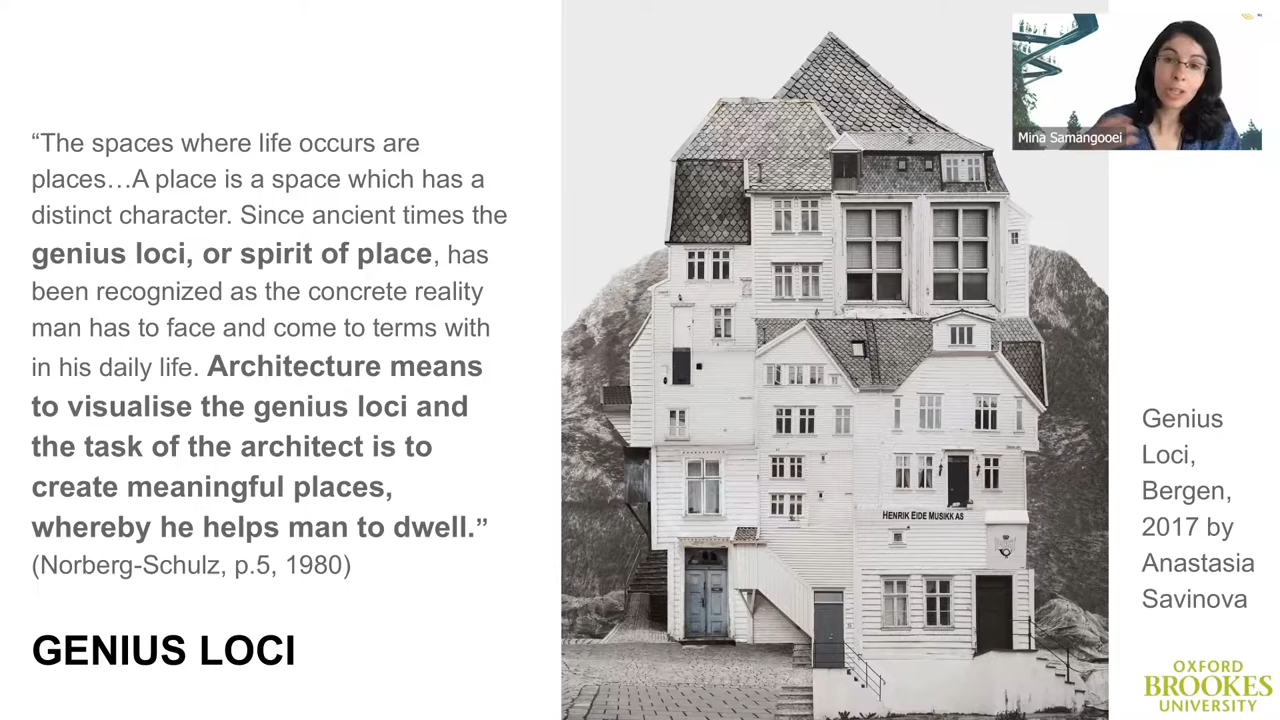 “The spaces where life occurs are
places…A place is a space which has a
distinct character. Since ancient times the
genius loci, or spirit of place, has
been recognized as the concrete reality
man has to face and come to terms with
in his daily life. Architecture means
to visualise the genius loci and
the task of the architect is to
create meaningful places,
whereby he helps man to dwell.”
(Norberg-Schulz, p.5, 1980)
GENIUS LOCI
HENRIK EIDE MUSIKK AS
Mina Samangooei
Genius
Loci,
Bergen,
2017 by
Anastasia
Savinova
OXFORD
BROOKES
UNIVERSITY